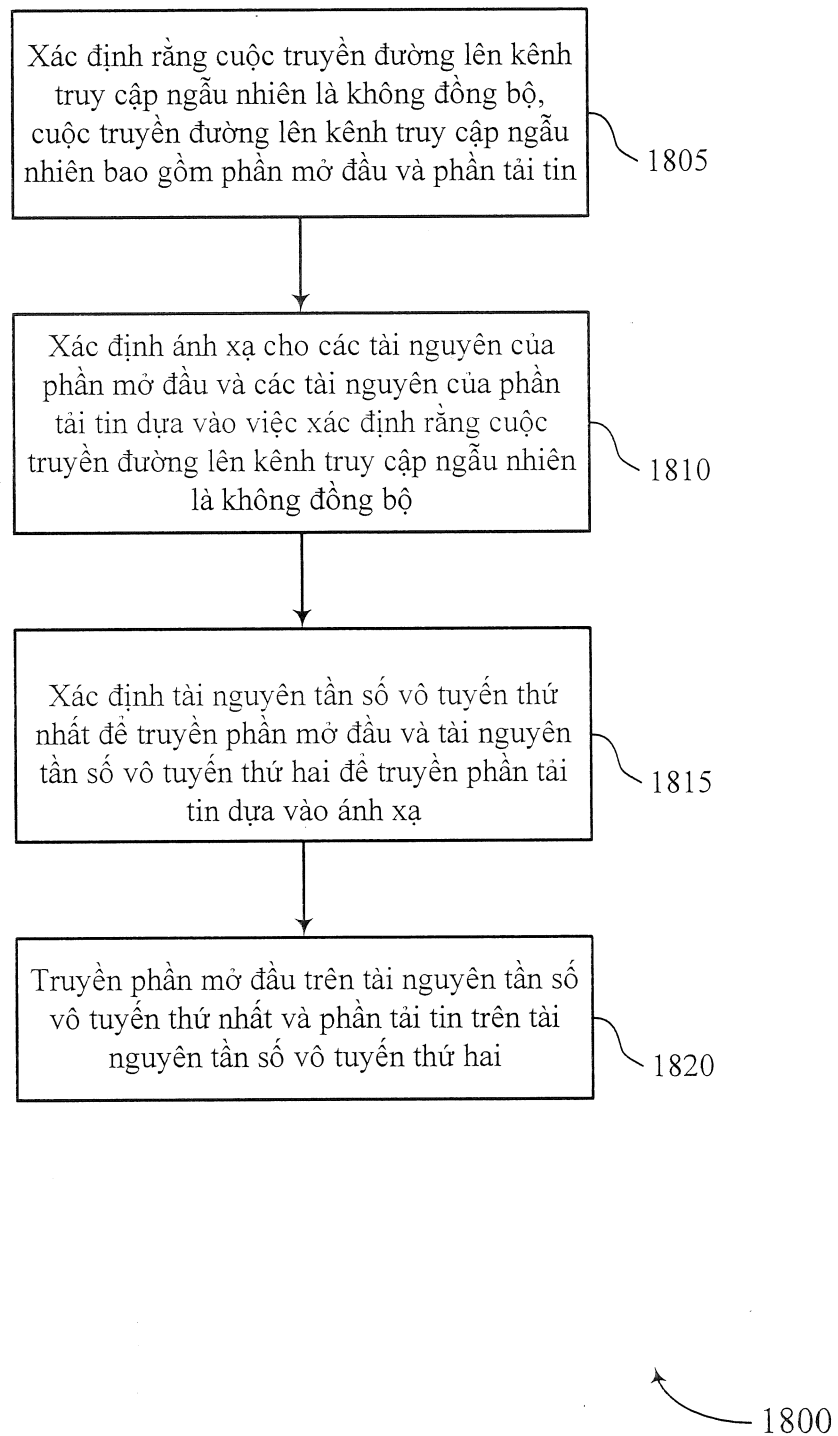 Xác định rằng cuộc truyền đường lên kênh
truy cập ngẫu nhiên là không đồng bộ,
cuộc truyền đường lên kênh truy cập ngẫu
nhiên bao gồm phần mở đầu và phần tải tin
1805
Xác định ánh xạ cho các tài nguyên của
phần mở đầu và các tài nguyên của phần
tải tin dựa vào việc xác định rằng cuộc
truyền đường lên kênh truy cập ngẫu nhiên
là không đồng bộ
1810
Xác định tài nguyên tần số vô tuyến thứ
nhất để truyền phần mở đầu và tài nguyên
tần số vô tuyến thứ hai để truyền phần tải
tin dựa vào ánh xạ
1815
Truyền phần mở đầu trên tài nguyên tần số
vô tuyến thứ nhất và phần tải tin trên tài
nguyên tần số vô tuyến thứ hai
1820
1800